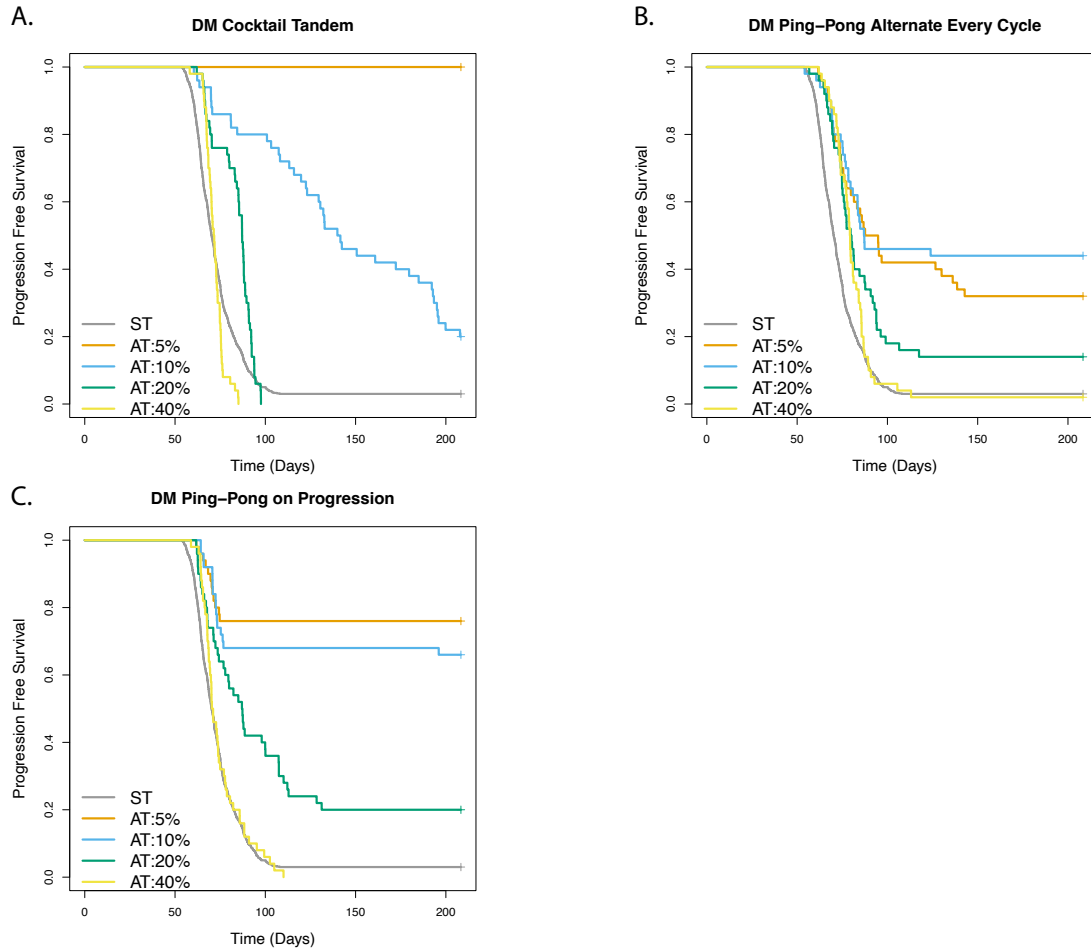 A.
DM Cocktail Tandem
Progression Free Survival
1.0
0.8
0.6
0.4
0.2
0.0
ST
AT:5%
AT:10%
AT:20%
AT:40%
0 50 100 150 200
Time (Days)
B.
DM Ping−Pong Alternate Every Cycle
Progression Free Survival
1.0
0.8
0.6
0.4
0.2
0.0
ST
AT:5%
AT:10%
AT:20%
AT:40%
0 50 100 150 200
Time (Days)
C.
DM Ping−Pong on Progression
Progression Free Survival
1.0
0.8
0.6
0.4
0.2
0.0
ST
AT:5%
AT:10%
AT:20%
AT:40%
0 50 100 150 200
Time (Days)